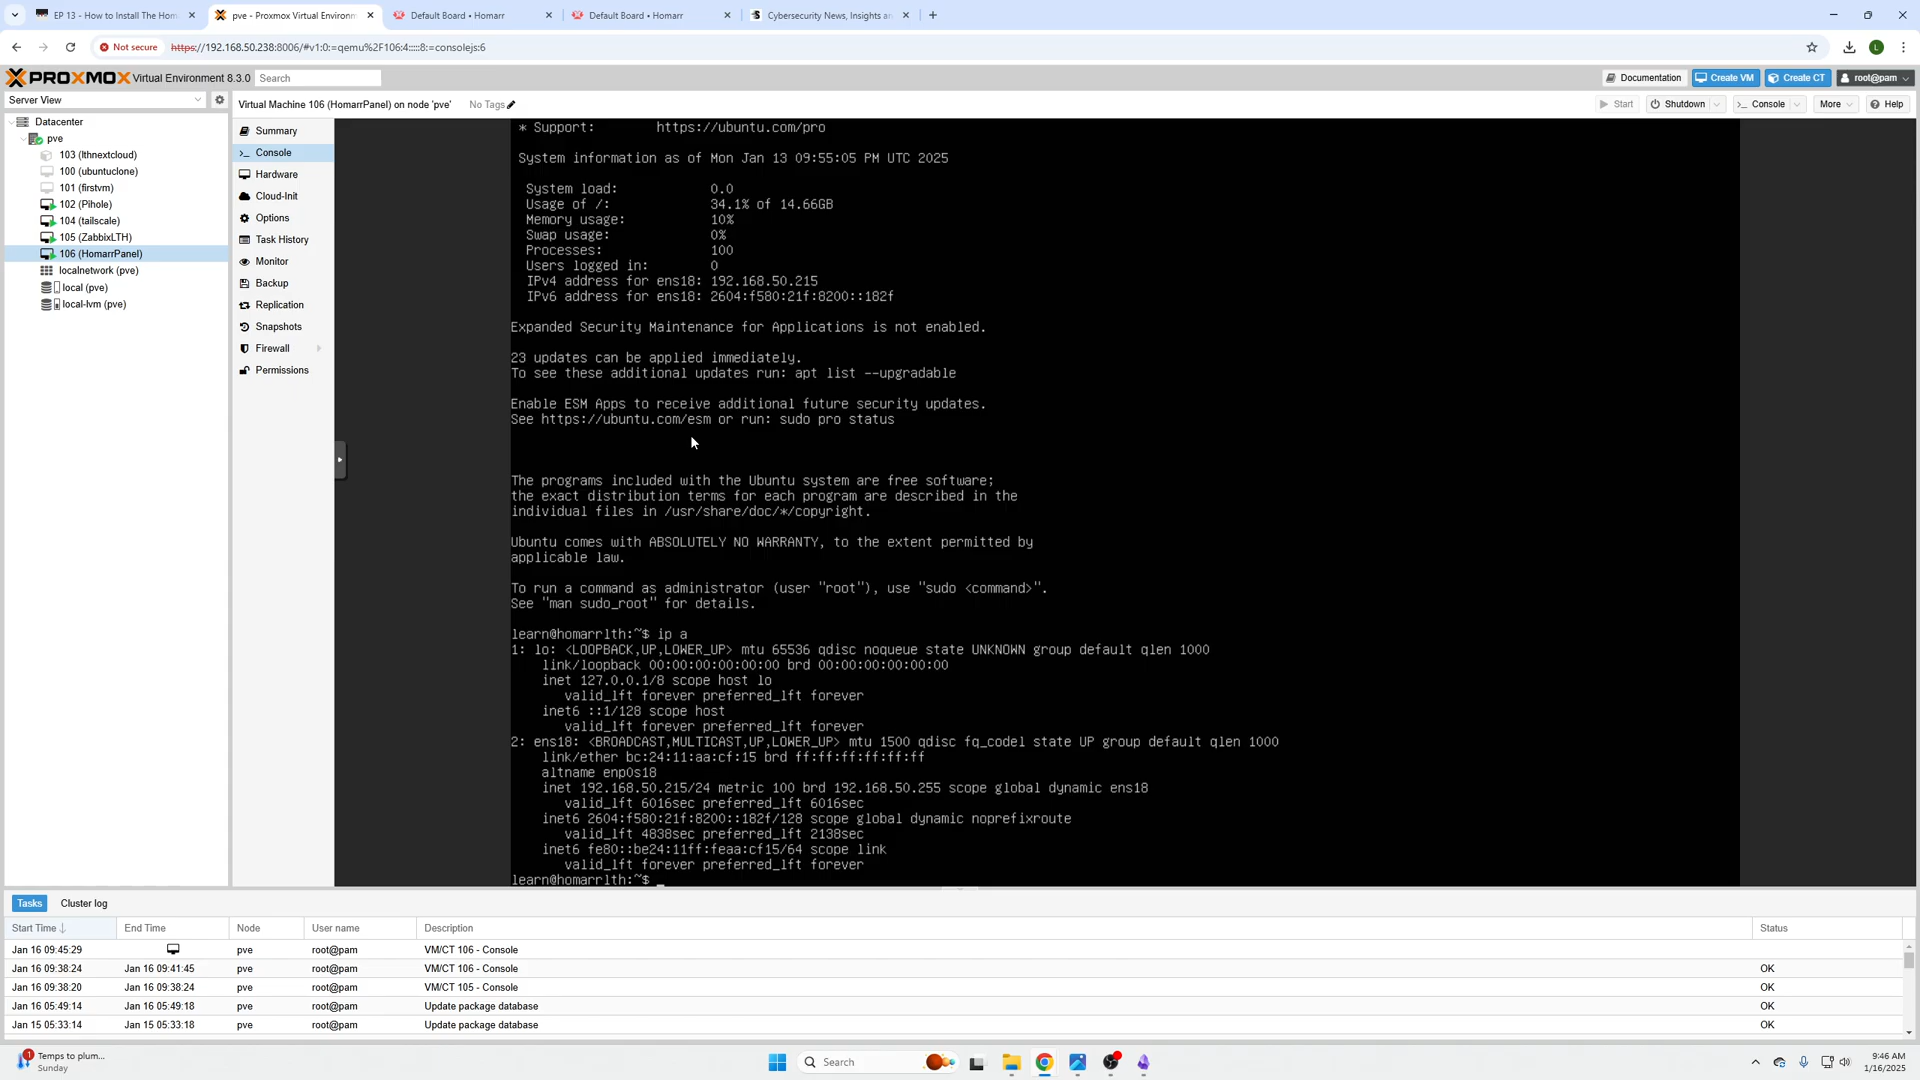 EP 13 - How to Install The Hom
pve - Proxmox Virtual Environm
Default Board • Homarr
Default Board • Homarr
Cybersecurity News, Insights an
Not secure
https://192.168.50.238:8006/#v1:0:=qemu%2F106:4:::::8:=consolejs:6
PROXMOX Virtual Environment 8.3.0
Search
Documentation
Create VM
Create CT
root@pam
Server View
Virtual Machine 106 (HomarrPanel) on node 'pve'
No Tags
Start
Shutdown
Console
More
Help
Datacenter
pve
103 (lthnextcloud)
100 (ubuntuclone)
101 (firstvm)
102 (Pihole)
104 (tailscale)
105 (ZabbixLTH)
106 (HomarrPanel)
localnetwork (pve)
local (pve)
local-lvm (pve)
Summary
Console
Hardware
Cloud-Init
Options
Task History
Monitor
Backup
Replication
Snapshots
Firewall
Permissions
* Support: https://ubuntu.com/pro
System information as of Mon Jan 13 09:55:05 PM UTC 2025
System load: 0.0
Usage of /: 34.1% of 14.66GB
Memory usage: 10%
Swap usage: 0%
Processes: 100
Users logged in: 0
IPv4 address for ens18: 192.168.50.215
IPv6 address for ens18: 2604:f580:21f:8200::182f
Expanded Security Maintenance for Applications is not enabled.
23 updates can be applied immediately.
To see these additional updates run: apt list --upgradable
Enable ESM Apps to receive additional future security updates.
See https://ubuntu.com/esm or run: sudo pro status
The programs included with the Ubuntu system are free software;
the exact distribution terms for each program are described in the
individual files in /usr/share/doc/*/copyright.
Ubuntu comes with ABSOLUTELY NO WARRANTY, to the extent permitted by
applicable law.
To run a command as administrator (user "root"), use "sudo <command>".
See "man sudo_root" for details.
learn@homarrlth:~$ ip a
1: lo: <LOOPBACK,UP,LOWER_UP> mtu 65536 qdisc noqueue state UNKNOWN group default qlen 1000
link/loopback 00:00:00:00:00:00 brd 00:00:00:00:00:00
inet 127.0.0.1/8 scope host lo
valid_lft forever preferred_lft forever
inet6 ::1/128 scope host
valid_lft forever preferred_lft forever
2: ens18: <BROADCAST,MULTICAST,UP,LOWER_UP> mtu 1500 qdisc fq_codel state UP group default qlen 1000
link/ether bc:24:11:aa:cf:15 brd ff:ff:ff:ff:ff:ff
altname enp0s18
inet 192.168.50.215/24 metric 100 brd 192.168.50.255 scope global dynamic ens18
valid_lft 6016sec preferred_lft 6016sec
inet6 2604:f580:21f:8200::182f/128 scope global dynamic noprefixroute
valid_lft 4838sec preferred_lft 2138sec
inet6 fe80::be24:11ff:feaa:cf15/64 scope link
valid_lft forever preferred_lft forever
learn@homarrlth:~$ _
Tasks
Cluster log
Start Time End Time Node User name Description Status
Jan 16 09:45:29 pve root@pam VM/CT 106 - Console
Jan 16 09:38:24 Jan 16 09:41:45 pve root@pam VM/CT 106 - Console OK
Jan 16 09:38:20 Jan 16 09:38:24 pve root@pam VM/CT 105 - Console OK
Jan 16 05:49:14 Jan 16 05:49:18 pve root@pam Update package database OK
Jan 15 05:33:14 Jan 15 05:33:18 pve root@pam Update package database OK
1
Temps to plum...
Sunday
Search
9:46 AM
1/16/2025